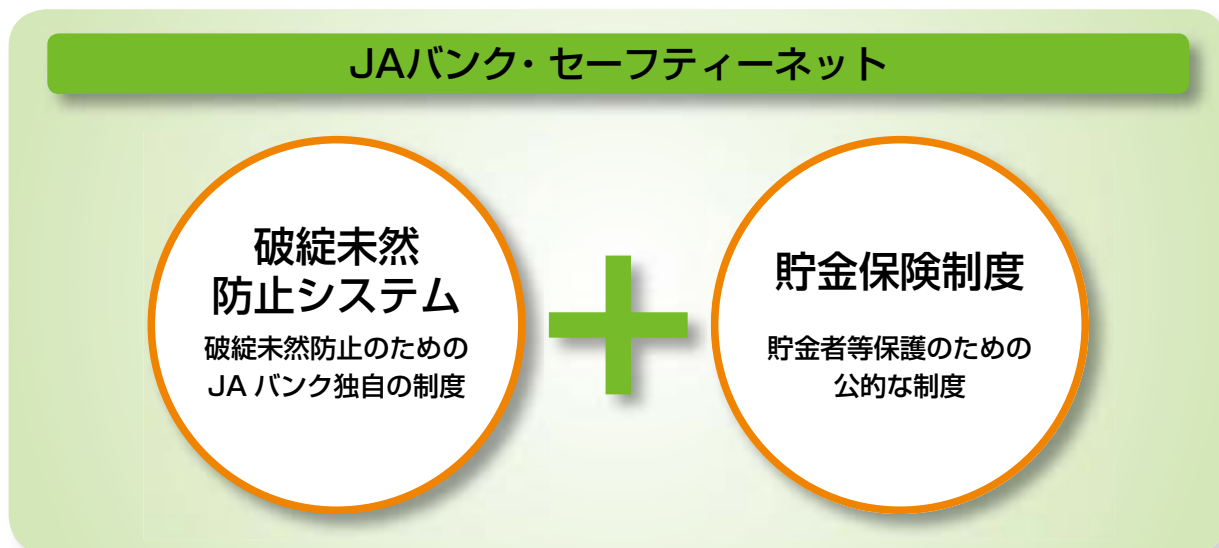 JAバンク・セーフティーネット
破綻未然
防止システム
破綻未然防止のための
JA バンク独自の制度
貯金保険制度
貯金者等保護のための
公的な制度